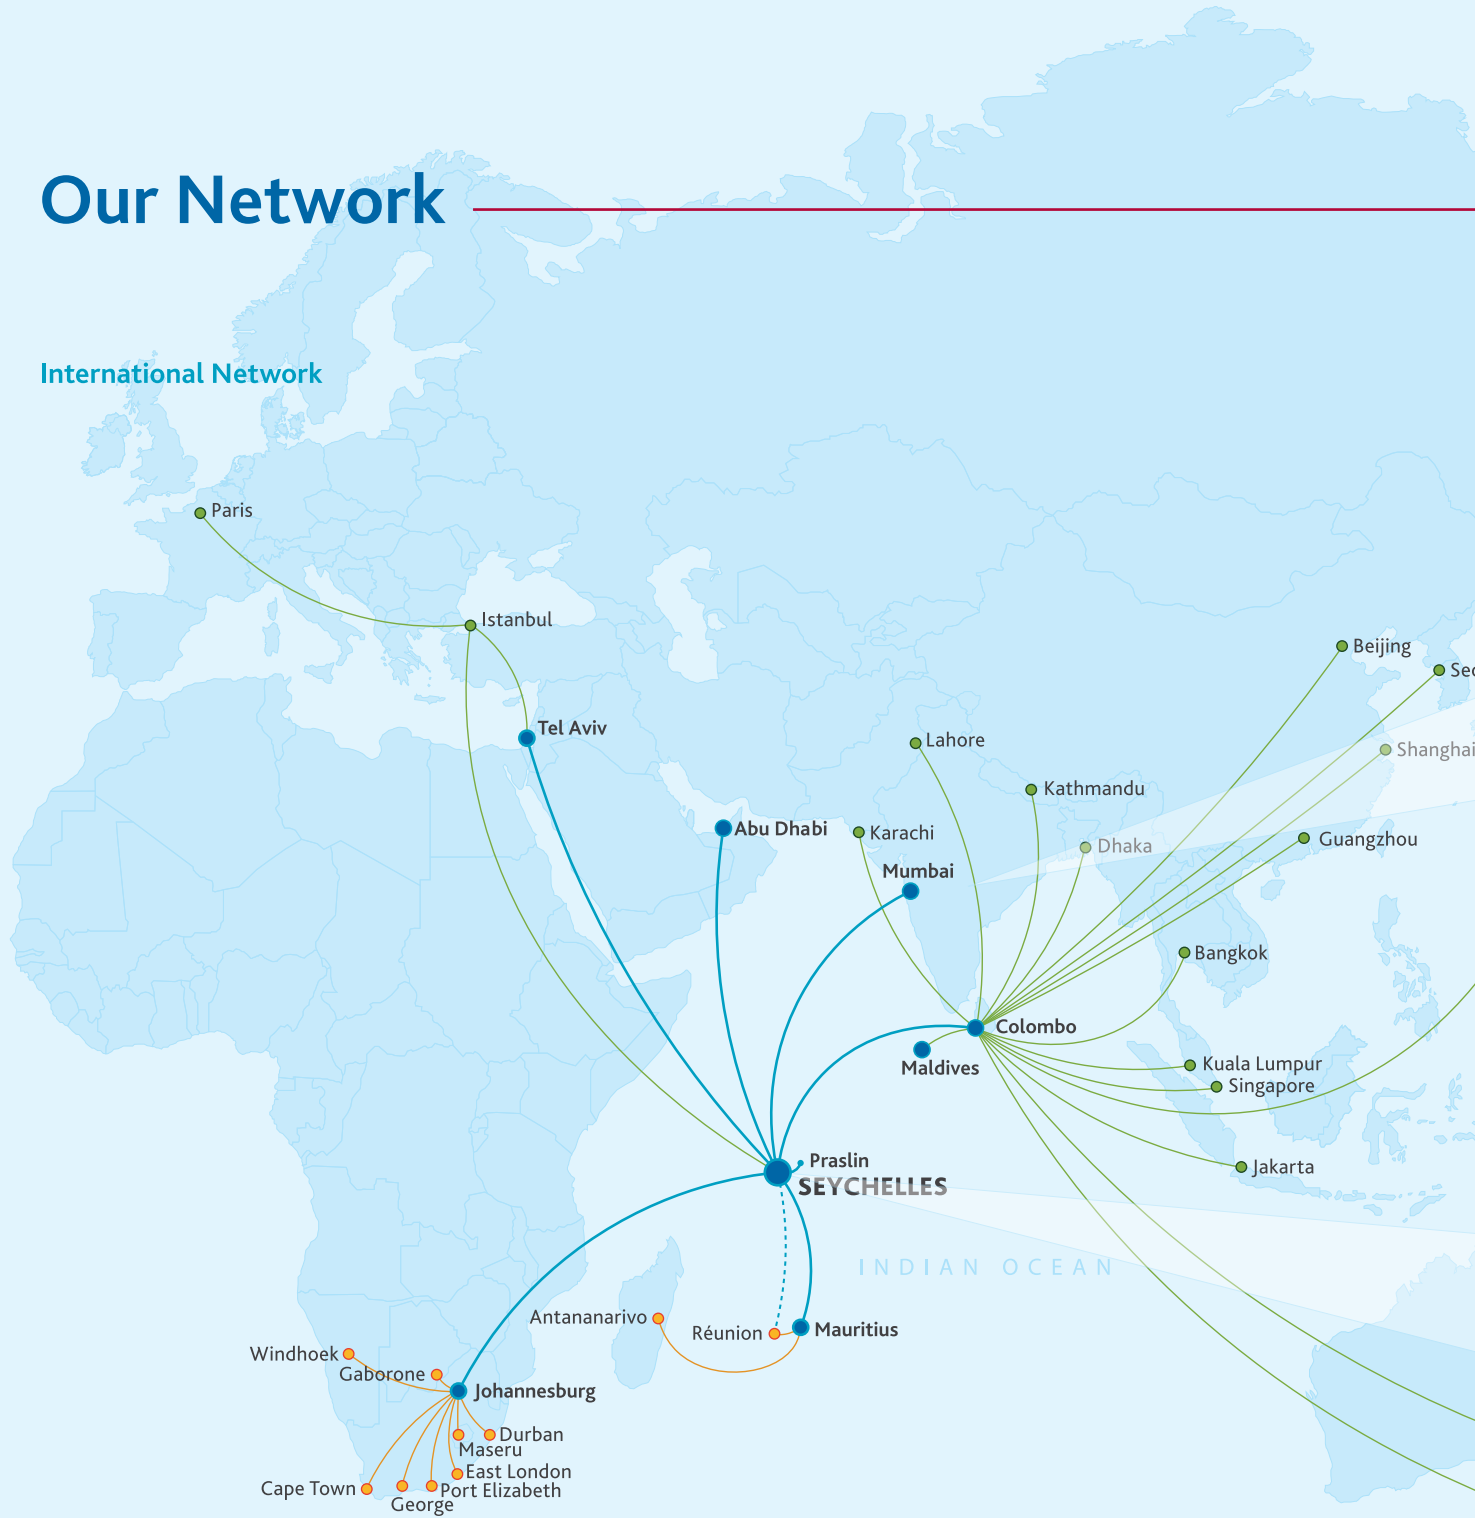 Our Network
International Network
Paris
Istanbul
Beijing
Seo
Tel Aviv
Lahore
Shanghai
Kathmandu
Abu Dhabi
Karachi
Guangzhou
Dhaka
Mumbai
Bangkok
Colombo
Maldives
Kuala Lumpur
Singapore
Praslin
Jakarta
SEYCHELLES
INDIAN OCEAN
Antananarivo
Réunion
Mauritius
Windhoek
Gaborone
Johannesburg
Durban
Maseru
East London
Cape Town
Port Elizabeth
George